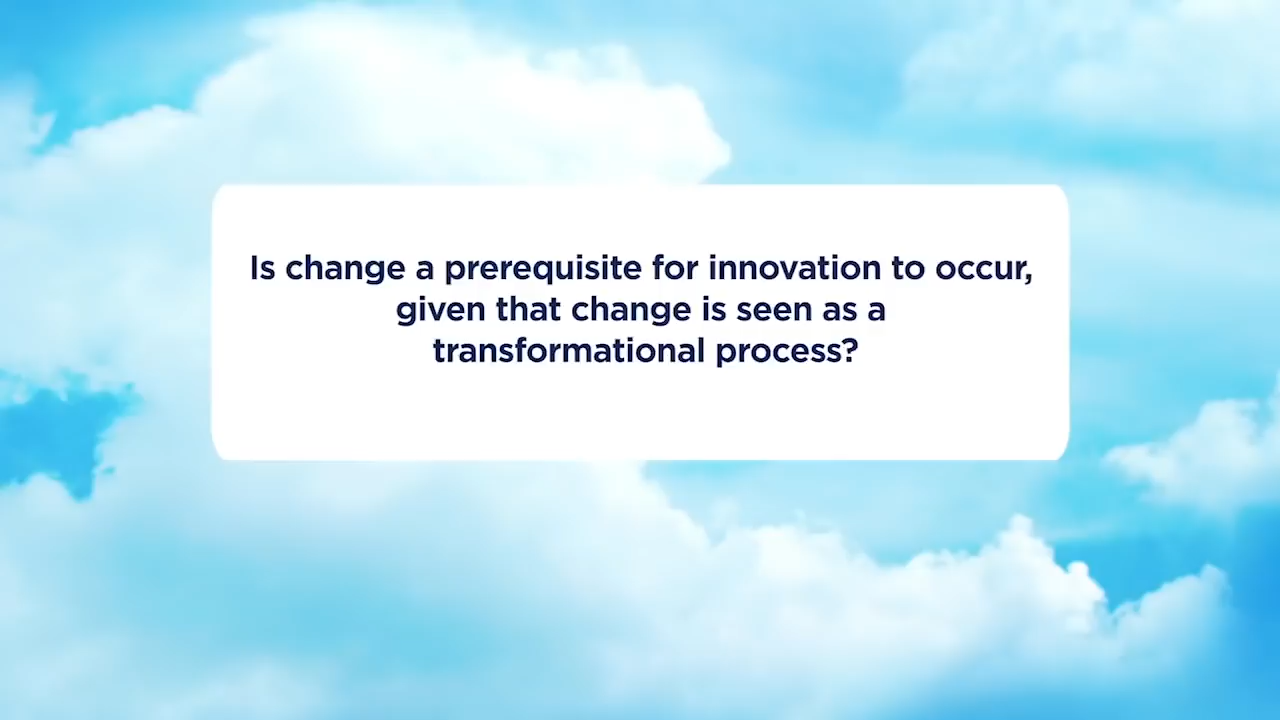 Is change a prerequisite for innovation to occur,
given that change is seen as a
transformational process?